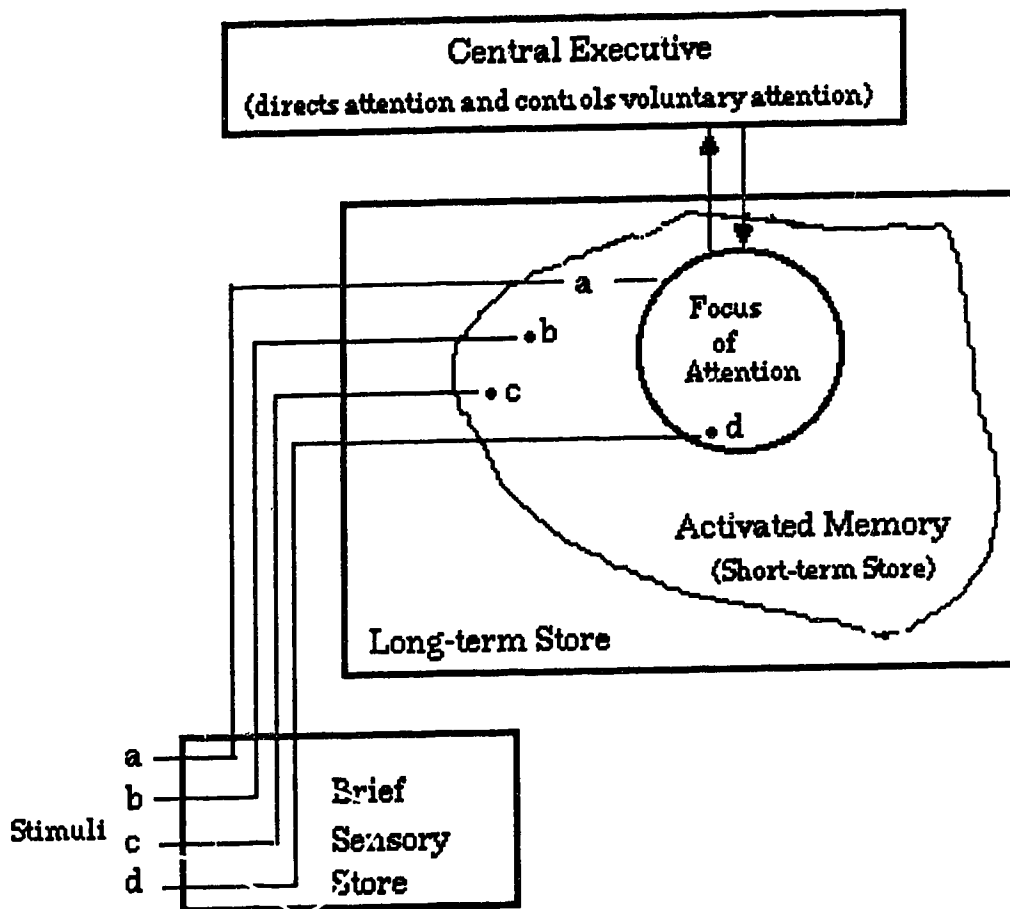 Central Executive
(directs attention and controls voluntary attention)
a
Focus
of
Attention
b
c
d
Activated Memory
(Short-term Store)
Long-term Store
a
b
Brief
Stimuli
c
Sensory
d
Store